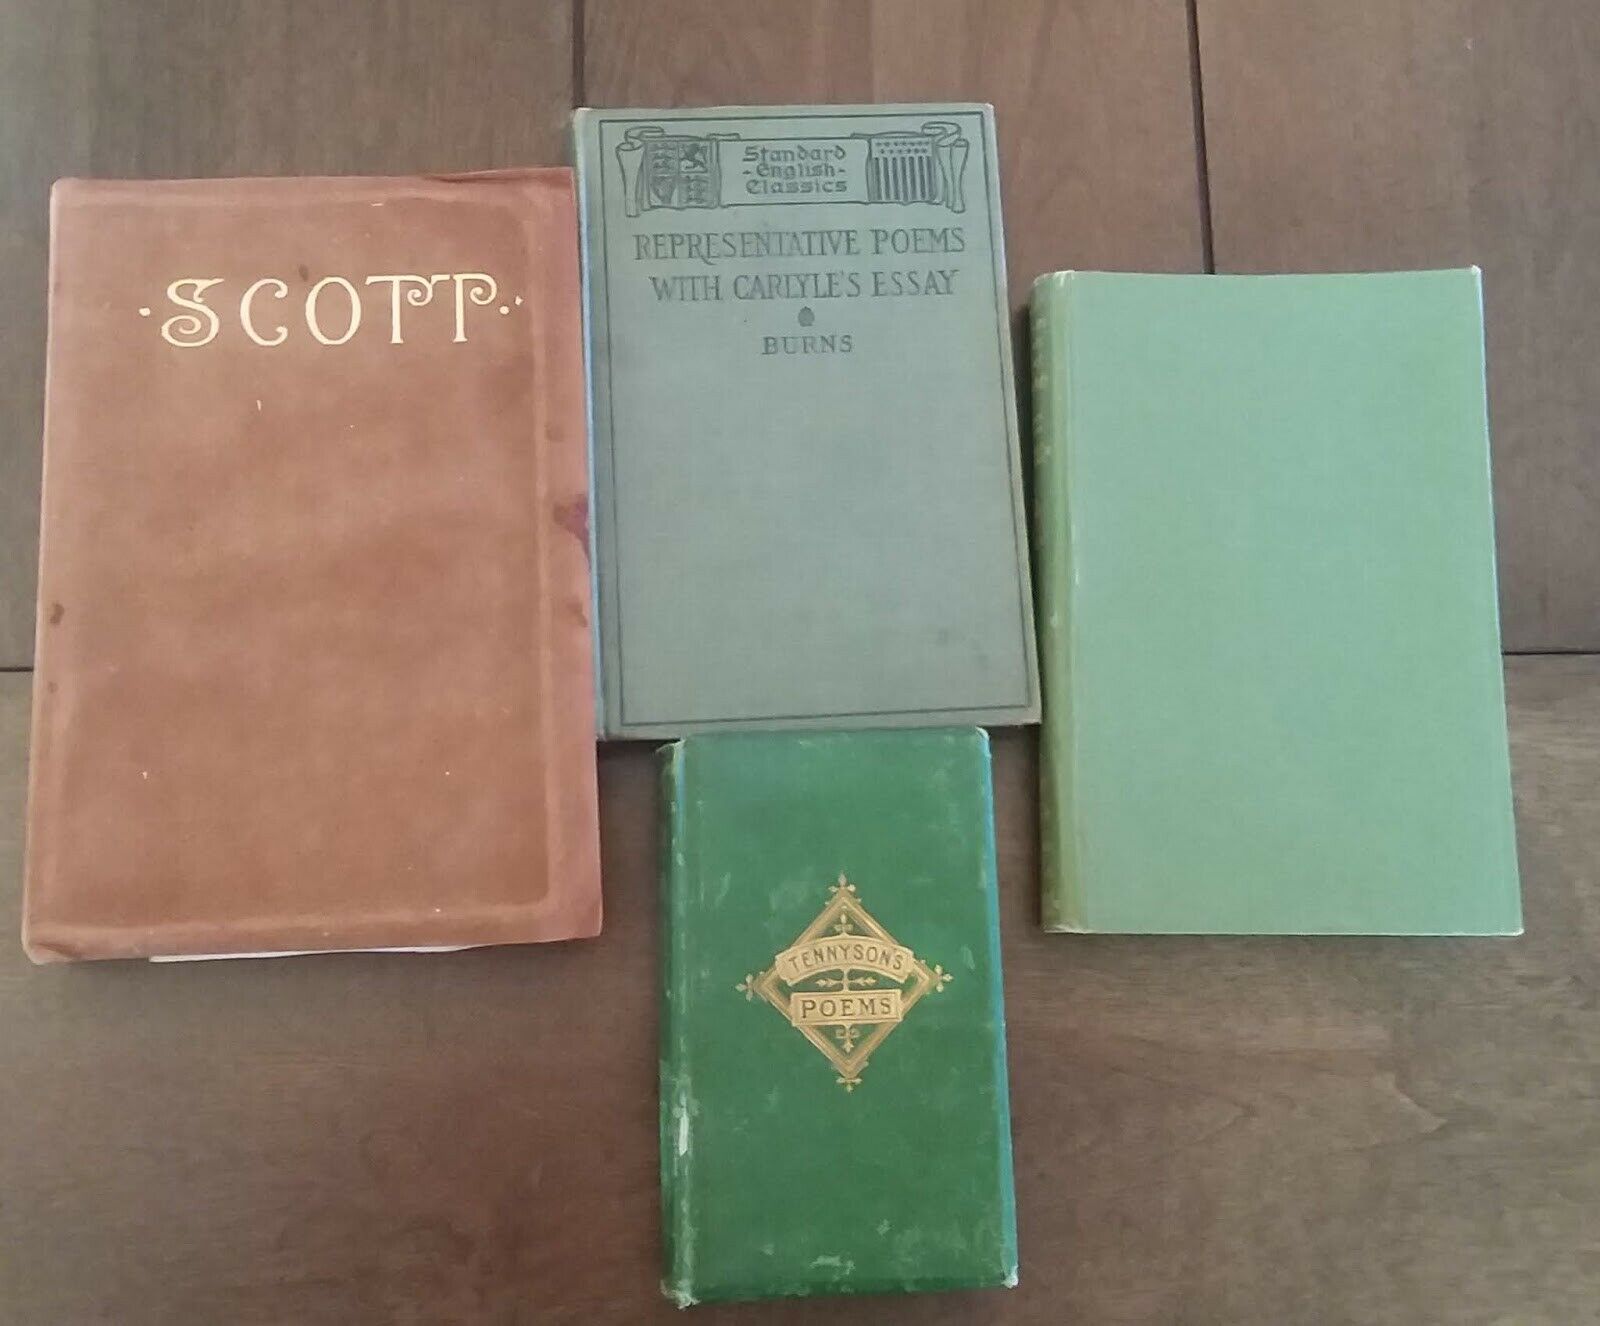 ·SCOTT·
Standard
-English-
Classics
REPRESENTATIVE POEMS
WITH CARLYLE'S ESSAY
BURNS
TENNYSON'S
POEMS